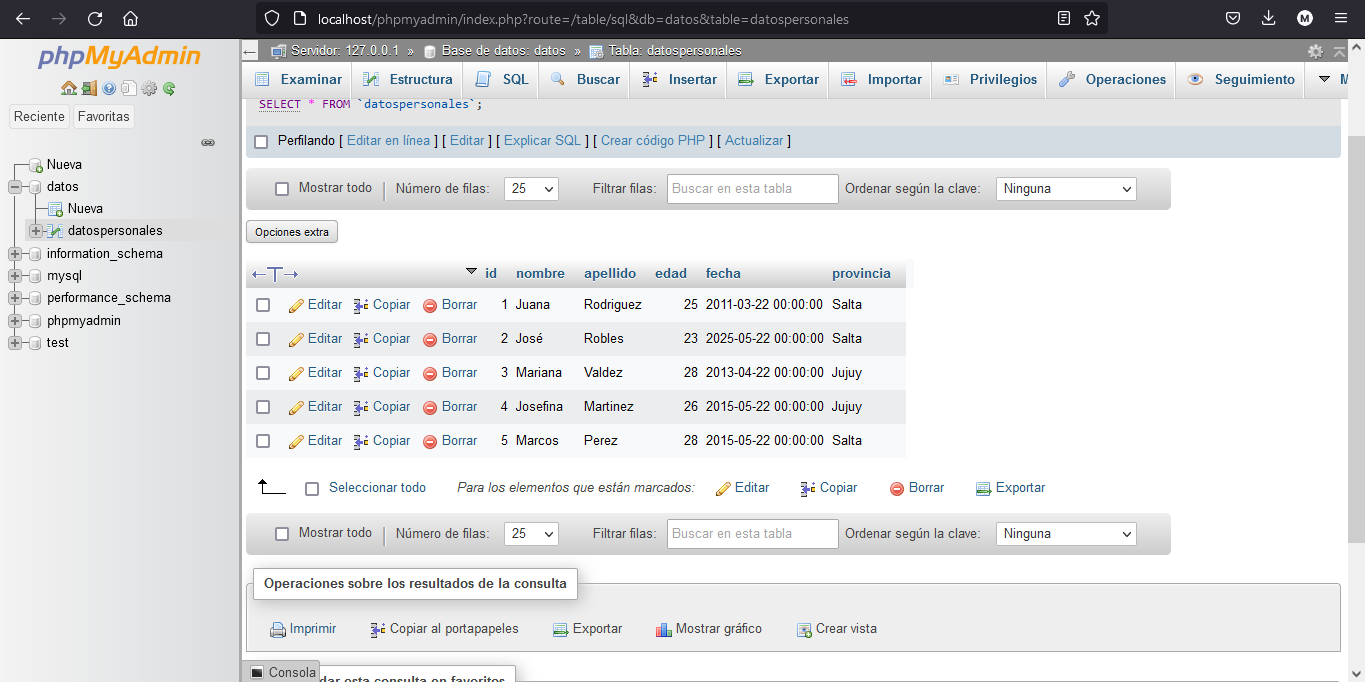 localhost/phpmyadmin/index.php?route=/table/sql&db=datos&table=datospersonales
M
phpMyAdmin
Reciente Favoritas
Nueva
datos
Nueva
datospersonales
information_schema
mysql
performance_schema
phpmyadmin
test
Servidor: 127.0.0.1 » Base de datos: datos » Tabla: datospersonales
Examinar Estructura SQL Buscar Insertar Exportar Importar Privilegios Operaciones Seguimiento M
SELECT * FROM `datospersonales`;
Perfilando [ Editar en línea ] [ Editar ] [ Explicar SQL ] [ Crear código PHP ] [ Actualizar ]
Mostrar todo Número de filas: 25 Filtrar filas: Buscar en esta tabla Ordenar según la clave: Ninguna
Opciones extra
←T→ id nombre apellido edad fecha provincia
Editar Copiar Borrar 1 Juana Rodriguez 25 2011-03-22 00:00:00 Salta
Editar Copiar Borrar 2 José Robles 23 2025-05-22 00:00:00 Salta
Editar Copiar Borrar 3 Mariana Valdez 28 2013-04-22 00:00:00 Jujuy
Editar Copiar Borrar 4 Josefina Martinez 26 2015-05-22 00:00:00 Jujuy
Editar Copiar Borrar 5 Marcos Perez 28 2015-05-22 00:00:00 Salta
Seleccionar todo Para los elementos que están marcados: Editar Copiar Borrar Exportar
Mostrar todo Número de filas: 25 Filtrar filas: Buscar en esta tabla Ordenar según la clave: Ninguna
Operaciones sobre los resultados de la consulta
Imprimir Copiar al portapapeles Exportar Mostrar gráfico Crear vista
Consola
esta consulta en favoritos